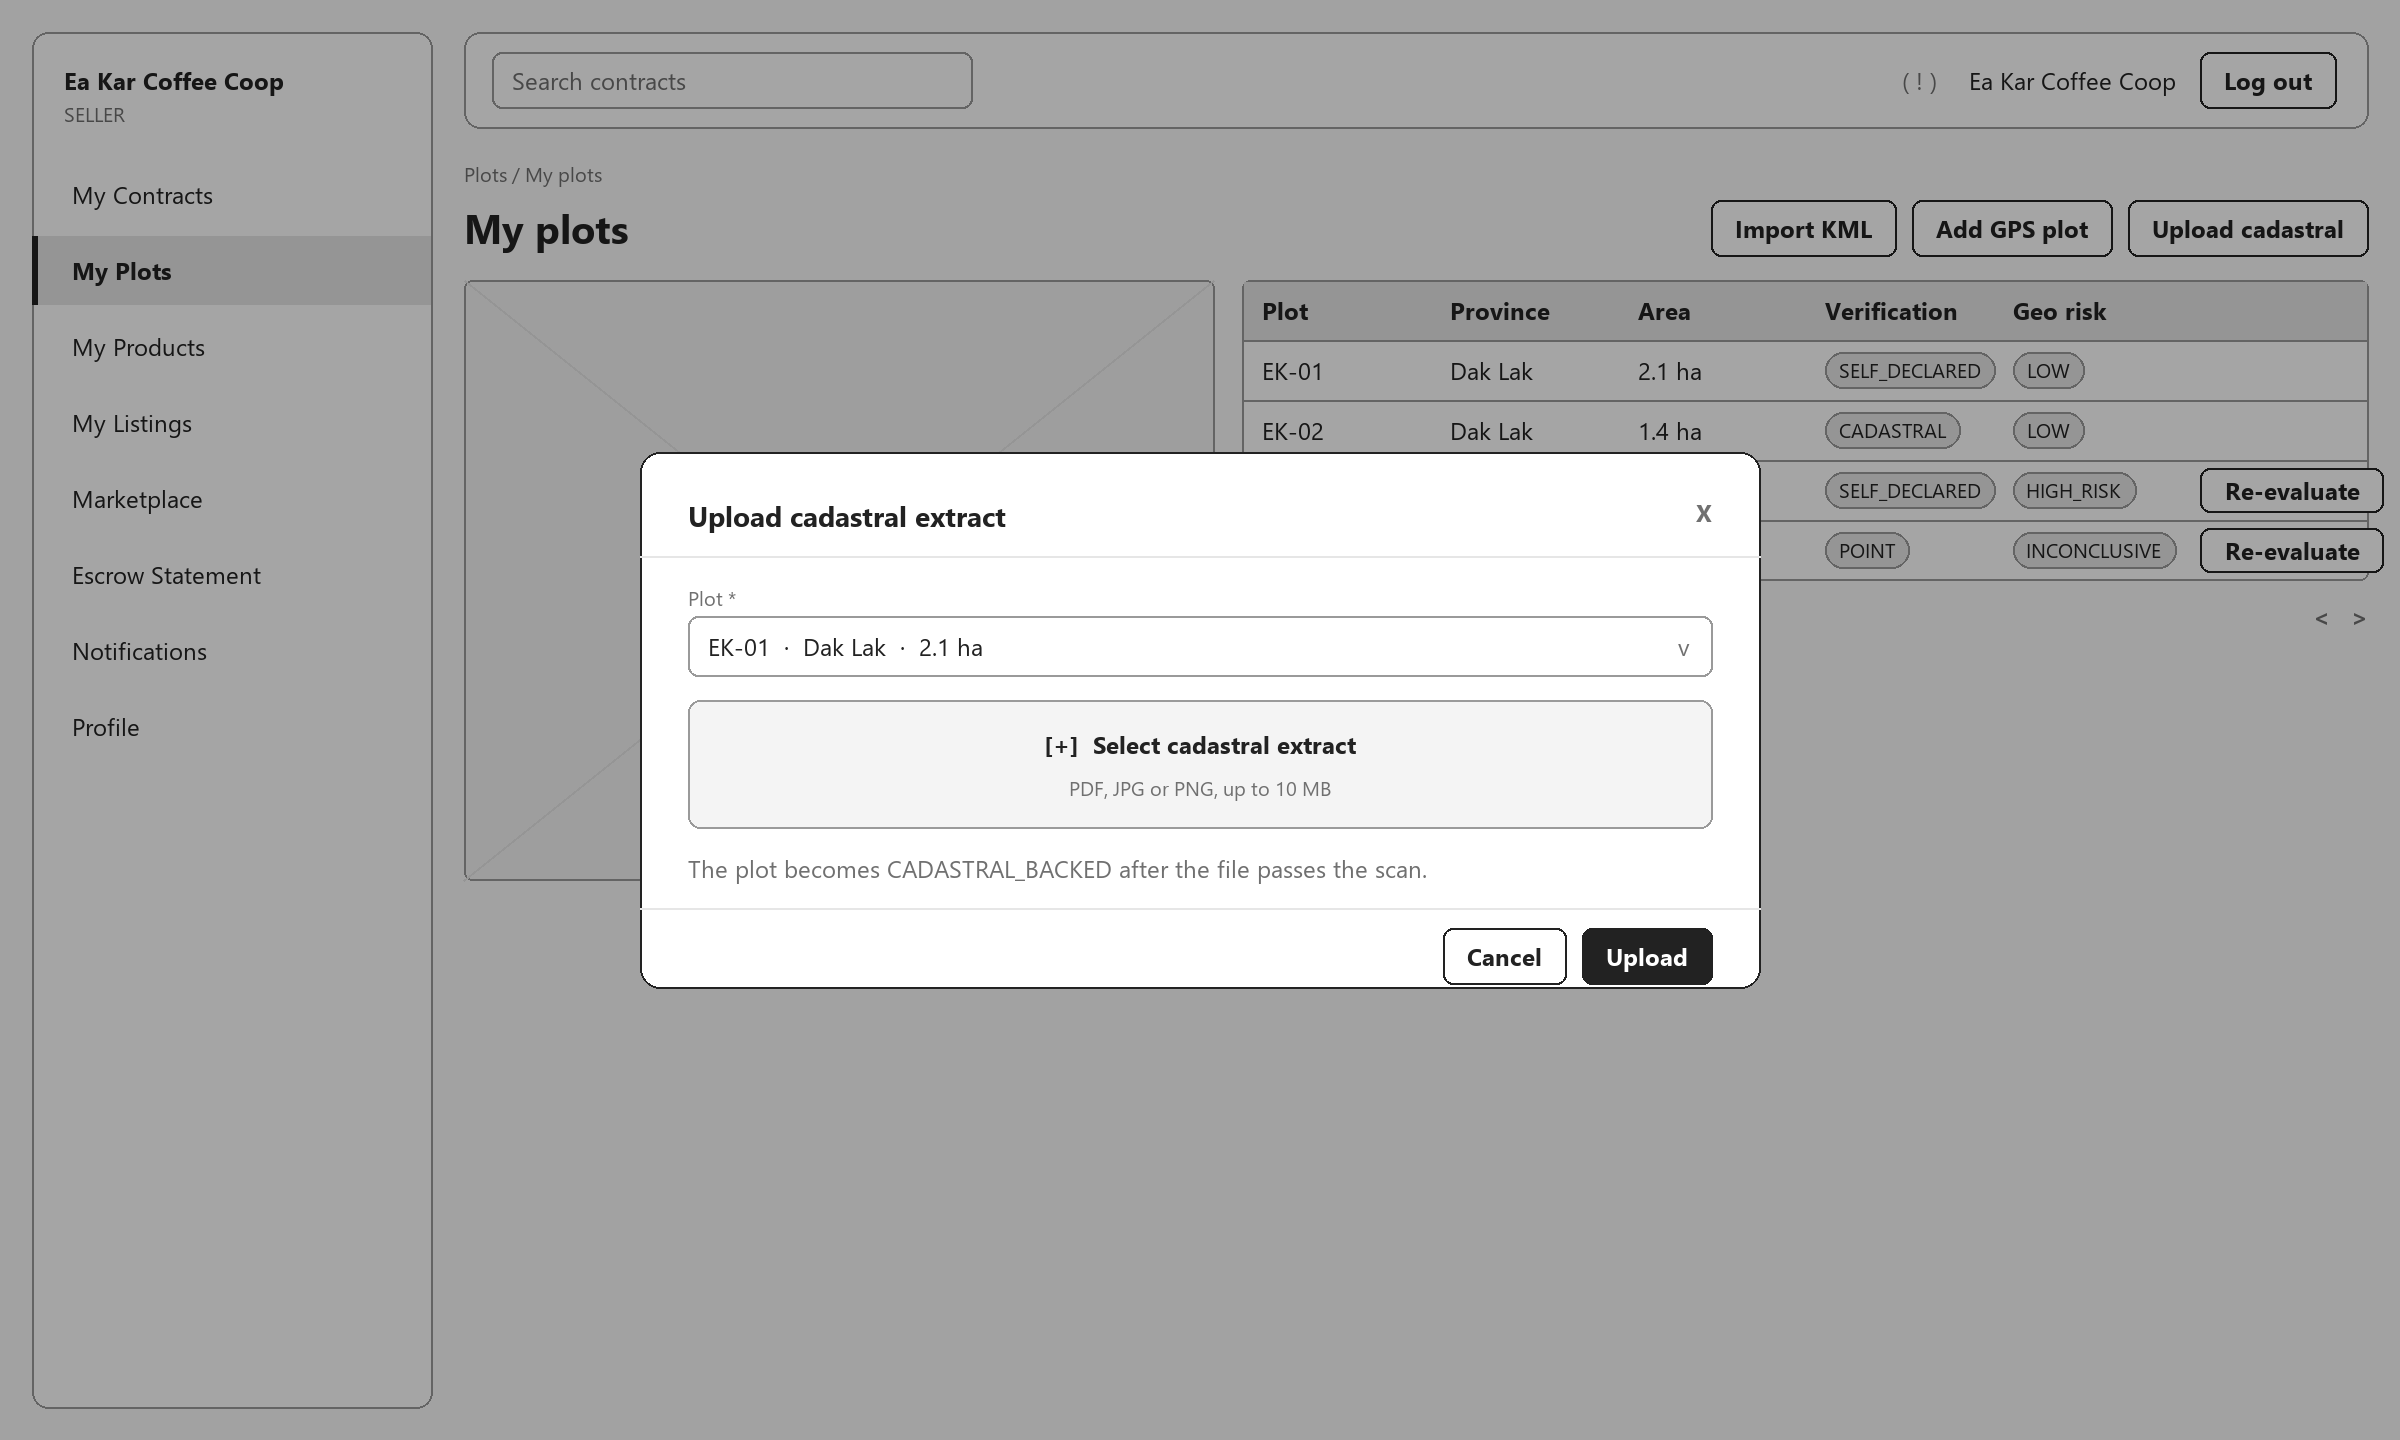 Ea Kar Coffee Coop
SELLER
My Contracts
My Plots
My Products
My Listings
Marketplace
Escrow Statement
Notifications
Profile
Search contracts
( ! ) Ea Kar Coffee Coop Log out
Plots / My plots
My plots
Import KML Add GPS plot Upload cadastral
Plot Province Area Verification Geo risk
EK-01 Dak Lak 2.1 ha SELF_DECLARED LOW
EK-02 Dak Lak 1.4 ha CADASTRAL LOW
SELF_DECLARED HIGH_RISK Re-evaluate
POINT INCONCLUSIVE Re-evaluate
< >
Upload cadastral extract X
Plot *
EK-01 · Dak Lak · 2.1 ha v
[+] Select cadastral extract
PDF, JPG or PNG, up to 10 MB
The plot becomes CADASTRAL_BACKED after the file passes the scan.
Cancel Upload